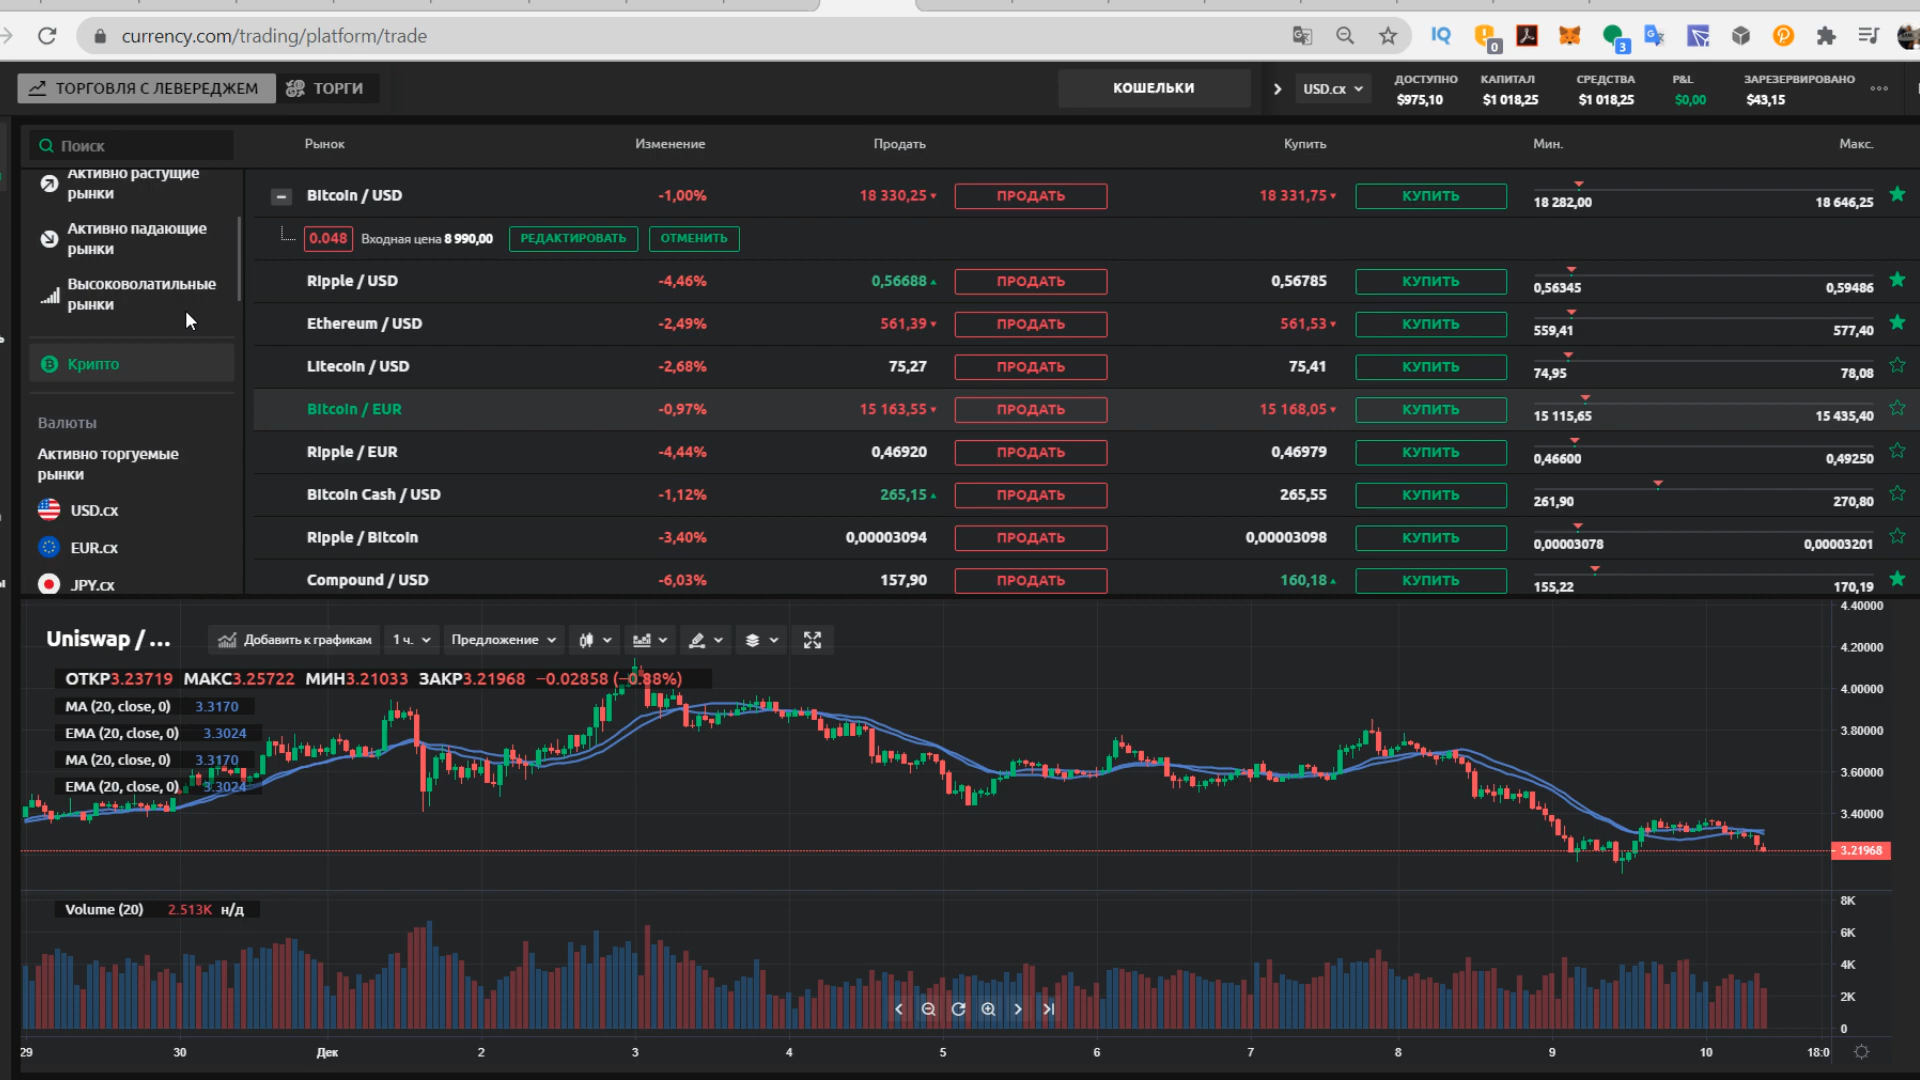 currency.com/trading/platform/trade
0
3
ТОРГОВЛЯ С ЛЕВЕРЕДЖЕМ
ТОРГИ
КОШЕЛЬКИ
USD.cx
ДОСТУПНО
$975,10
КАПИТАЛ
$1 018,25
СРЕДСТВА
$1 018,25
P&L
$0,00
ЗАРЕЗЕРВИРОВАНО
$43,15
Поиск
Активно растущие
рынки
Активно падающие
рынки
Высоковолатильные
рынки
Крипто
Валюты
Активно торгуемые
рынки
USD.cx
EUR.cx
JPY.cx
Рынок Изменение Продать Купить Мин. Макс.
Bitcoin / USD -1,00% 18 330,25 ПРОДАТЬ 18 331,75 КУПИТЬ 18 282,00 18 646,25
0.048 Входная цена 8 990,00 РЕДАКТИРОВАТЬ ОТМЕНИТЬ
Ripple / USD -4,46% 0,56688 ПРОДАТЬ 0,56785 КУПИТЬ 0,56345 0,59486
Ethereum / USD -2,49% 561,39 ПРОДАТЬ 561,53 КУПИТЬ 559,41 577,40
Litecoin / USD -2,68% 75,27 ПРОДАТЬ 75,41 КУПИТЬ 74,95 78,08
Bitcoin / EUR -0,97% 15 163,55 ПРОДАТЬ 15 168,05 КУПИТЬ 15 115,65 15 435,40
Ripple / EUR -4,44% 0,46920 ПРОДАТЬ 0,46979 КУПИТЬ 0,46600 0,49250
Bitcoin Cash / USD -1,12% 265,15 ПРОДАТЬ 265,55 КУПИТЬ 261,90 270,80
Ripple / Bitcoin -3,40% 0,00003094 ПРОДАТЬ 0,00003098 КУПИТЬ 0,00003078 0,00003201
Compound / USD -6,03% 157,90 ПРОДАТЬ 160,18 КУПИТЬ 155,22 170,19
Uniswap / ... Добавить к графикам 1 ч. Предложение
ОТКР3.23719 МАКС3.25722 МИН3.21033 ЗАКР3.21968 −0.02858 (−0.88%)
MA (20, close, 0) 3.3170
EMA (20, close, 0) 3.3024
MA (20, close, 0) 3.3170
EMA (20, close, 0) 3.3024
4.40000
4.20000
4.00000
3.80000
3.60000
3.40000
3.21968
Volume (20) 2.513K н/д
8K
6K
4K
2K
0
29 30 Дек 2 3 4 5 6 7 8 9 10 18:0